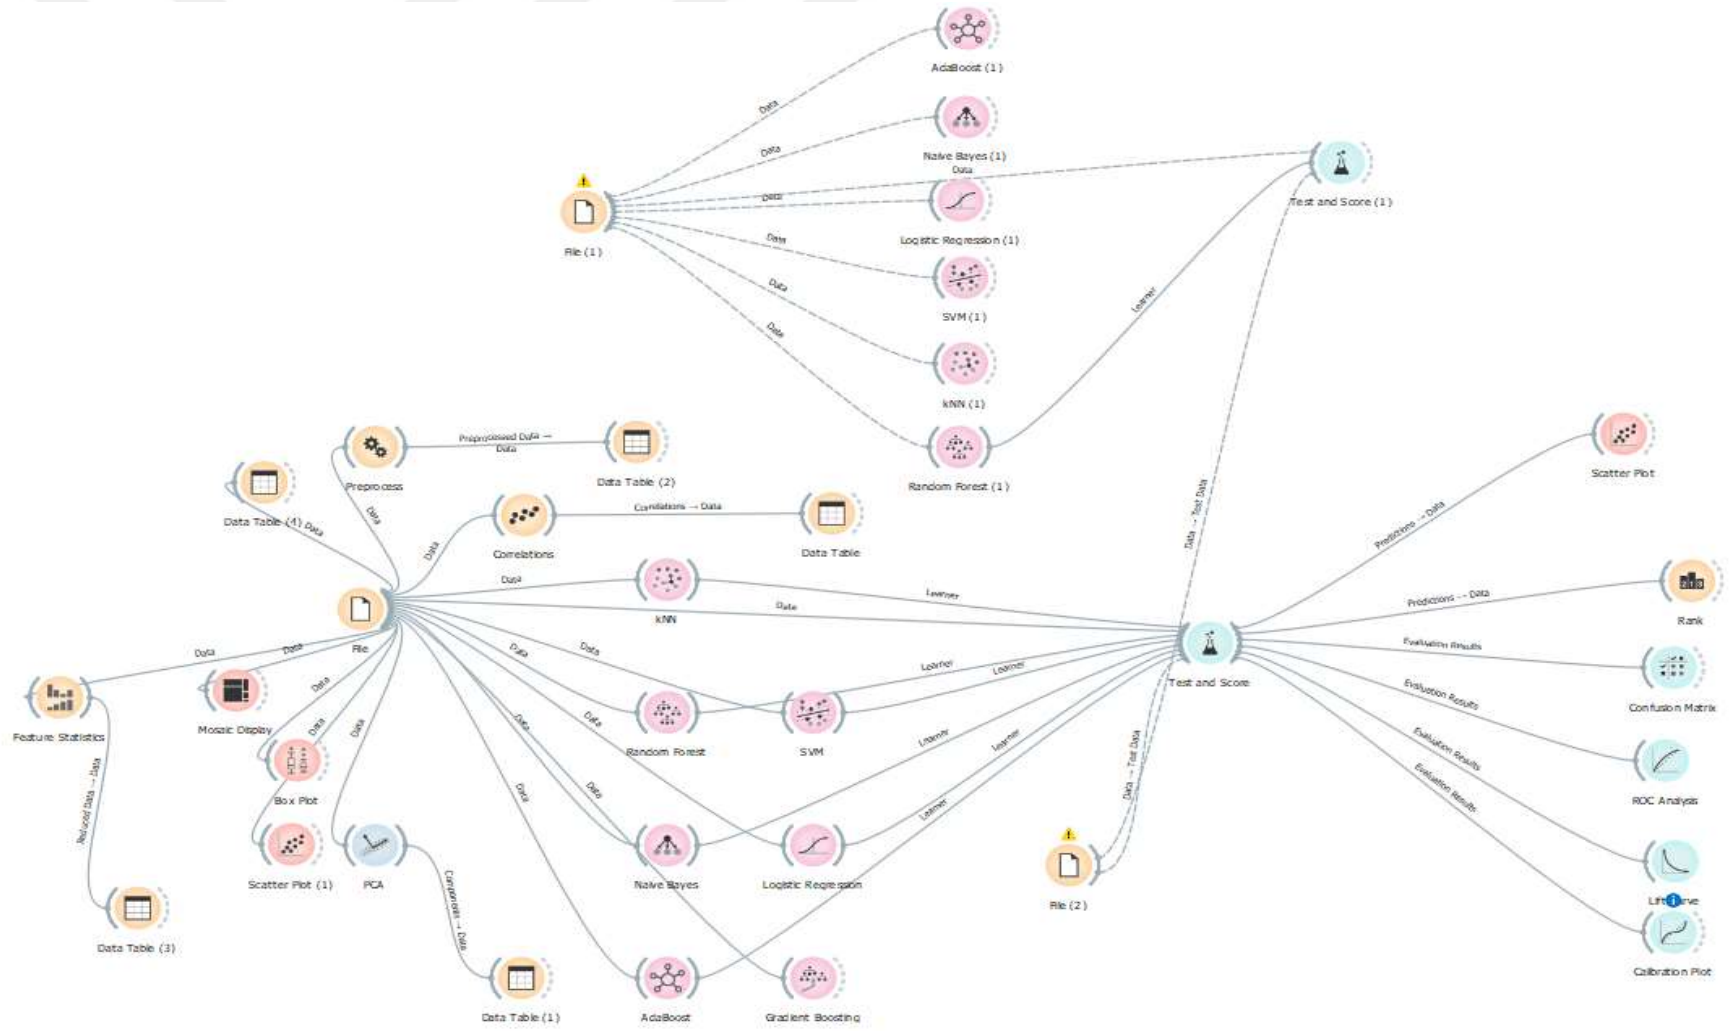 AdaBoost (1)
Data
Naive Bayes (1)
Data
Data
Data
Test and Score (1)
File (1)
Logistic Regression (1)
Data
SVM (1)
Data
Learner
Data
kNN (1)
Random Forest (1)
Scatter Plot
Preprocessed Data →
Data
Data Table (2)
Preprocess
Data Table (4)
Data
Data
Correlations → Data
Correlations
Data Table
Data
Data → Test Data
Predictions → Data
Data
kNN
Learner
Data
Predictions → Data
Rank
File
Data
Data
Data
Data
Learner
Learner
Evaluation Results
Test and Score
Confusion Matrix
Evaluation Results
Feature Statistics
Mosaic Display
Data
Data
Data
Data
Data
Random Forest
SVM
Learner
Learner
Evaluation Results
Evaluation Results
Reduced Data → Data
Box Plot
Data
Data
Learner
Data → Test Data
ROC Analysis
Scatter Plot (1)
PCA
Naive Bayes
Logistic Regression
File (2)
Components → Data
Data Table (3)
Calibration Plot
Data Table (1)
AdaBoost
Gradient Boosting